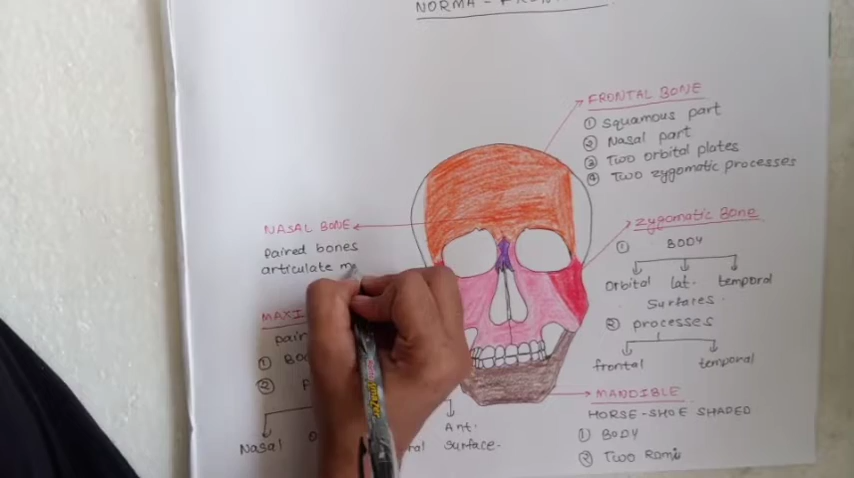 NORMA - FRON
FRONTAL BONE
① Squamous part
② Nasal part
③ Two orbital plates
④ Two zygomatic processes
NASAL BONE
paired bones
articulate
zygomatic Bone
① BODY
Orbital lat. temporal
Surfaces
② processes
frontal temporal
MAXI
①
②
Nasal
Ant.
surface
MANDIBLE
HORSE-SHOE SHAPED
① BODY
② Two Rami